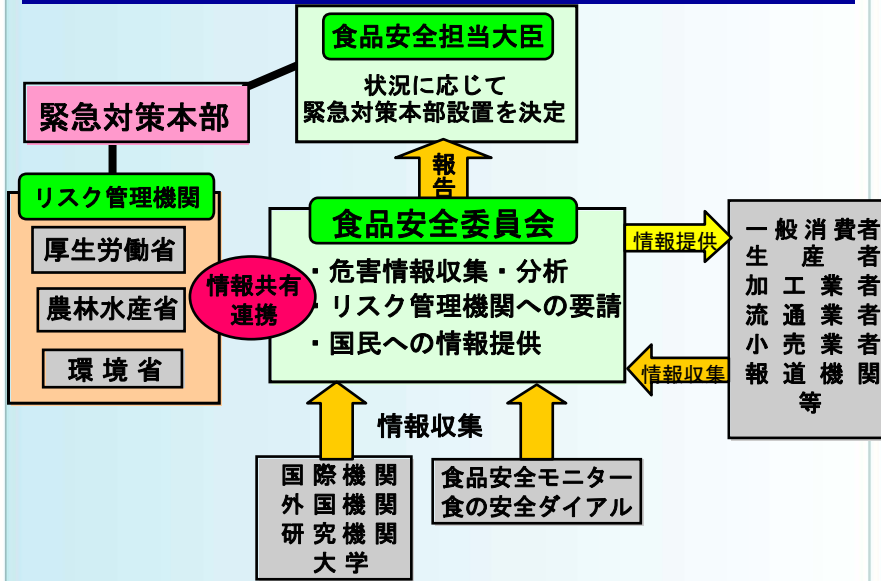 食品安全担当大臣
状況に応じて
緊急対策本部設置を決定
緊急対策本部
報告
リスク管理機関
厚生労働省
農林水産省
環境省
情報共有
連携
食品安全委員会
・危害情報収集・分析
・リスク管理機関への要請
・国民への情報提供
情報提供
情報収集
一般消費者
生産者
加工業者
流通業者
小売業者
報道機関
等
情報収集
国際機関
外国機関
研究機関
大学
食品安全モニター
食の安全ダイアル